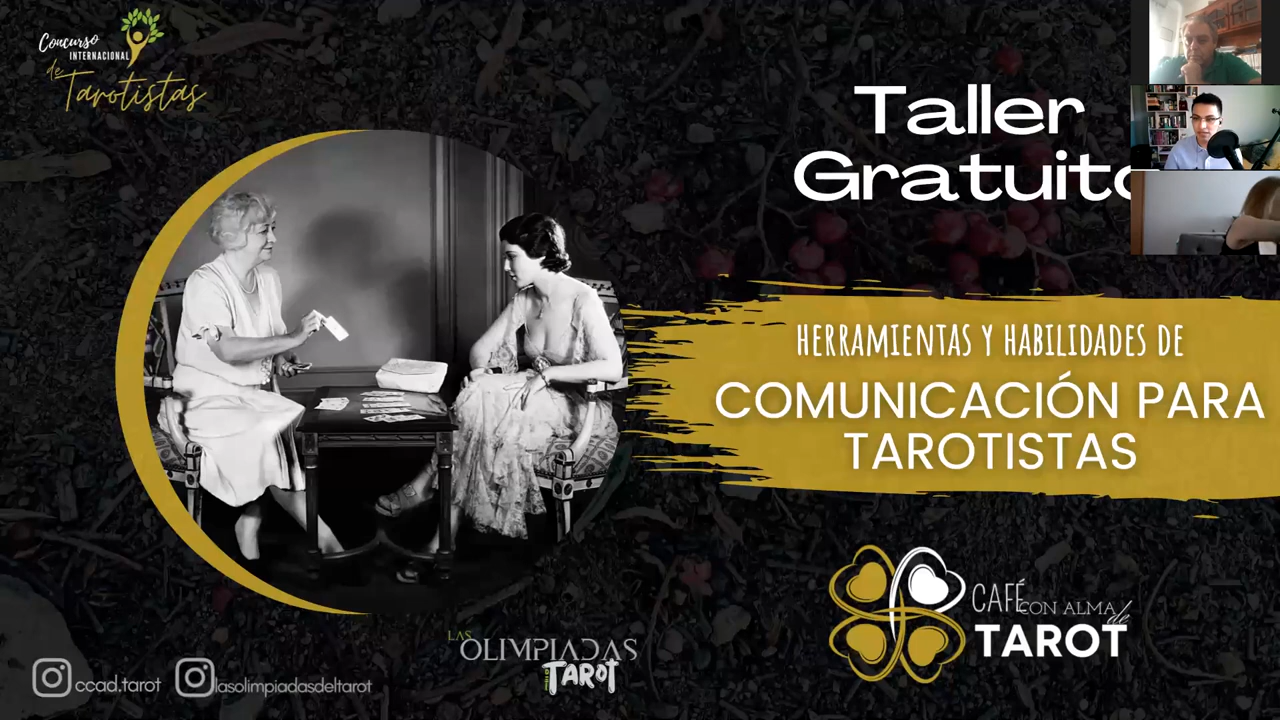 Concurso
INTERNACIONAL
de
Tarotistas
Taller
Gratuito
HERRAMIENTAS Y HABILIDADES DE
COMUNICACIÓN PARA
TAROTISTAS
CAFÉ CON ALMA de
TAROT
LAS
OLIMPIADAS
DEL TAROT
ccad.tarot
lasolimpiadasdeltarot